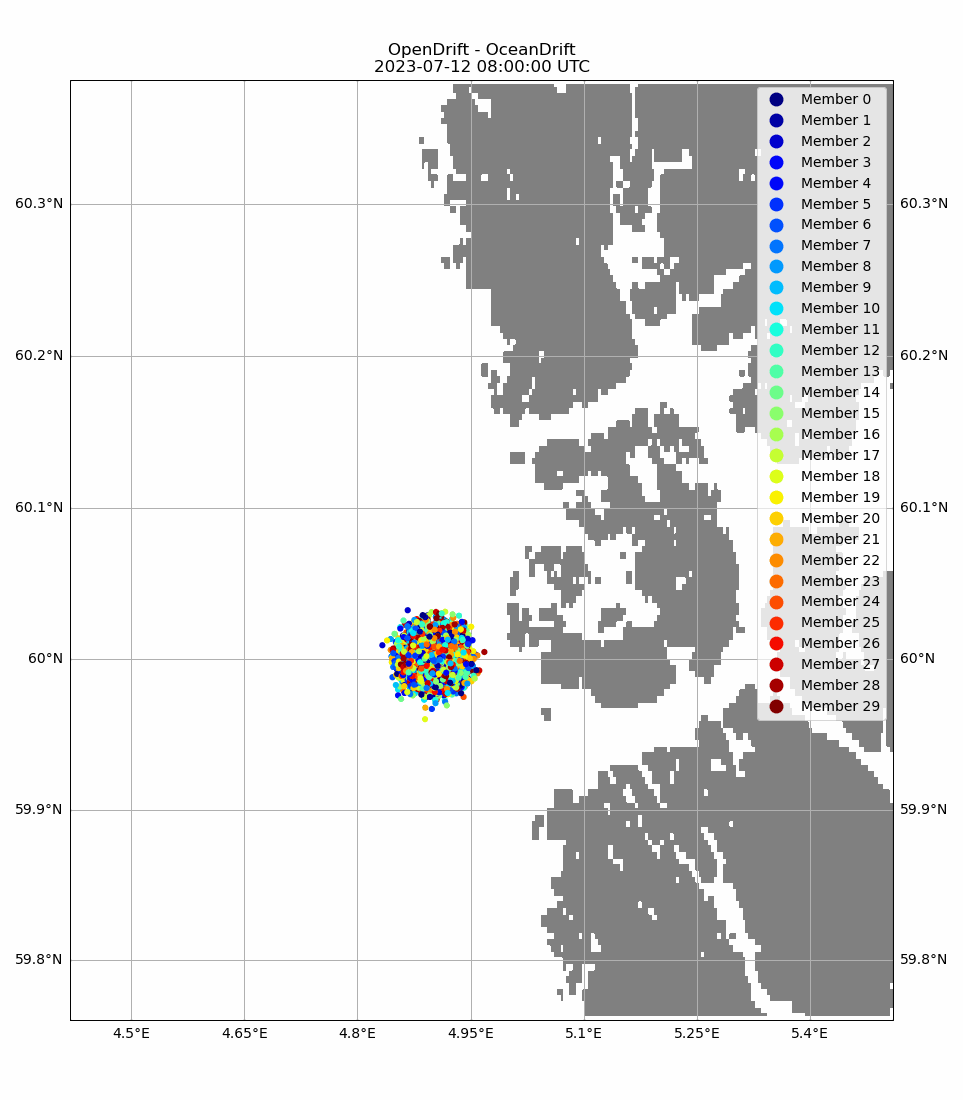 OpenDrift - OceanDrift
2023-07-12 08:00:00 UTC
Member 0
Member 1
Member 2
Member 3
Member 4
Member 5
Member 6
Member 7
Member 8
Member 9
Member 10
Member 11
Member 12
Member 13
Member 14
Member 15
Member 16
Member 17
Member 18
Member 19
Member 20
Member 21
Member 22
Member 23
Member 24
Member 25
Member 26
Member 27
Member 28
Member 29
60.3°N
60.3°N
60.2°N
60.2°N
60.1°N
60.1°N
60°N
60°N
59.9°N
59.9°N
59.8°N
59.8°N
4.5°E
4.65°E
4.8°E
4.95°E
5.1°E
5.25°E
5.4°E